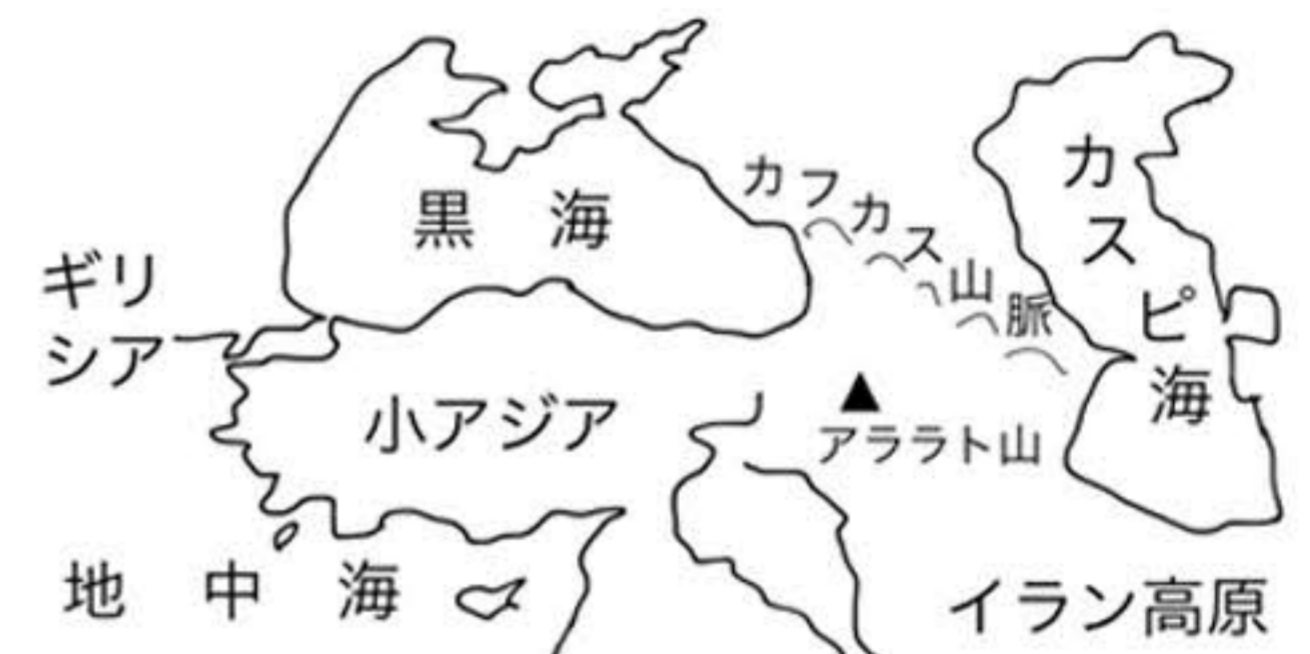 カフカス山脈
カスピ海
黒海
ギリ
シア
小アジア
アララト山
地中海
イラン高原